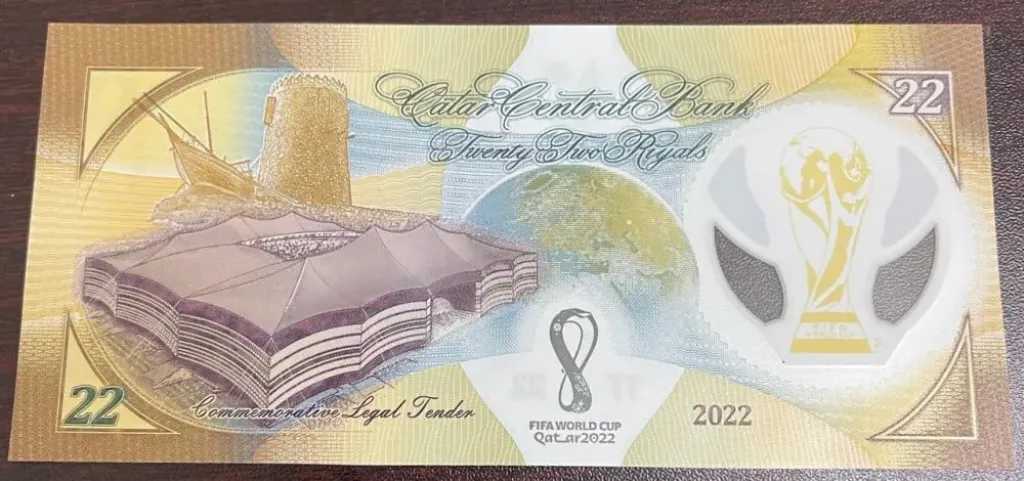 Qatar Central Bank
22
Twenty Two Riyals
22
Commemorative Legal Tender
FIFA WORLD CUP
Qatar2022
2022